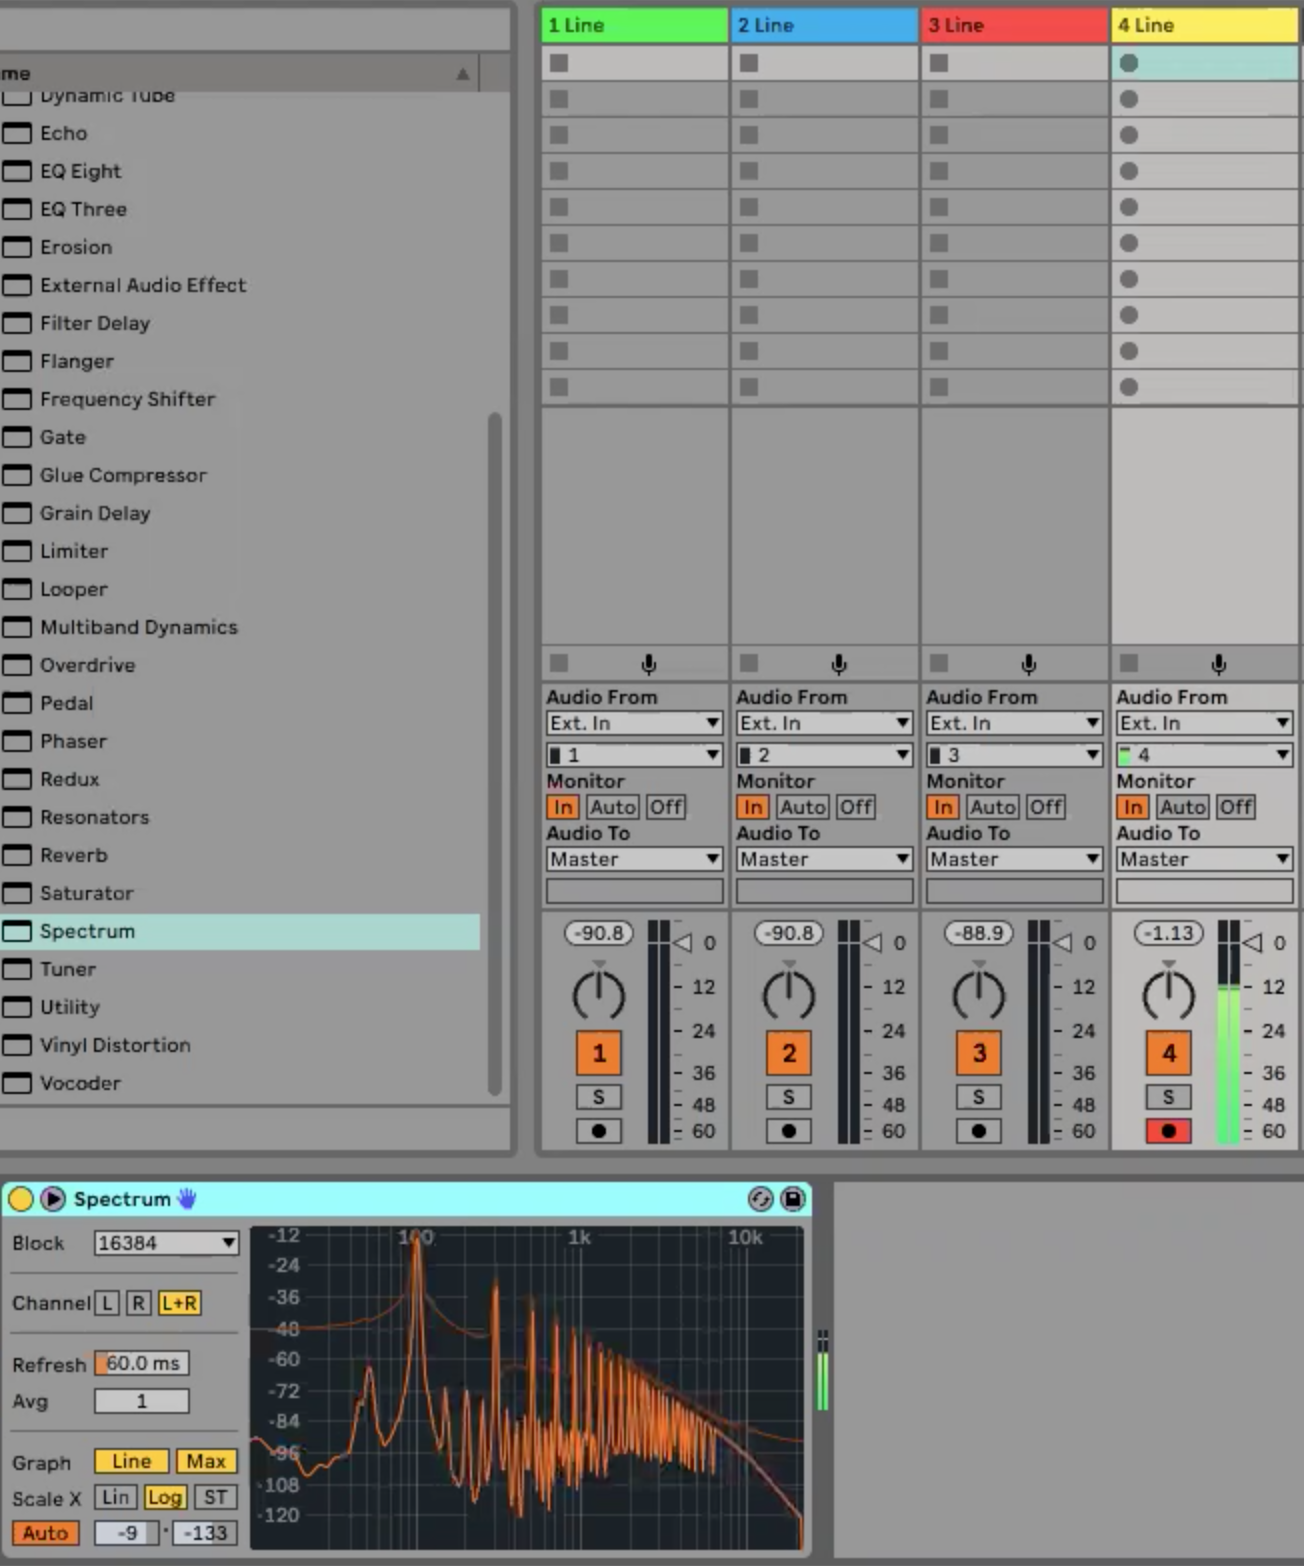 1 Line
2 Line
3 Line
4 Line
me
Dynamic Tube
Echo
EQ Eight
EQ Three
Erosion
External Audio Effect
Filter Delay
Flanger
Frequency Shifter
Gate
Glue Compressor
Grain Delay
Limiter
Looper
Multiband Dynamics
Overdrive
Pedal
Phaser
Redux
Resonators
Reverb
Saturator
Spectrum
Tuner
Utility
Vinyl Distortion
Vocoder
Audio From Audio From Audio From Audio From
Ext. In Ext. In Ext. In Ext. In
1 2 3 4
Monitor Monitor Monitor Monitor
In Auto Off In Auto Off In Auto Off In Auto Off
Audio To Audio To Audio To Audio To
Master Master Master Master
-90.8 0 -90.8 0 -88.9 0 -1.13 0
12 12 12 12
24 24 24 24
1 2 3 4
36 36 36 36
S S S S
48 48 48 48
60 60 60 60
Spectrum
Block 16384
Channel L R L+R
Refresh 60.0 ms
Avg 1
Graph Line Max
Scale X Lin Log ST
Auto -9 -133
100 1k 10k
-12
-24
-36
-48
-60
-72
-84
-96
-108
-120